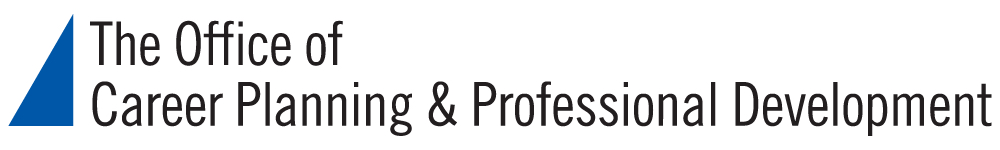 The Office of
Career Planning & Professional Development